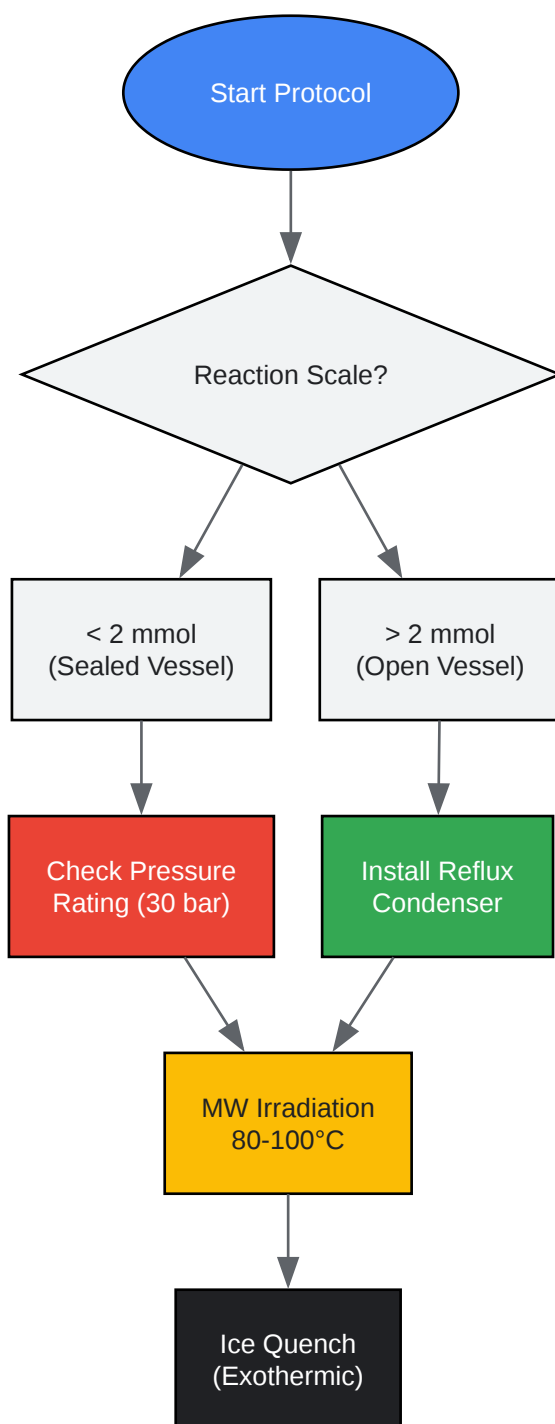 Start Protocol
Reaction Scale?
< 2 mmol
(Sealed Vessel)
> 2 mmol
(Open Vessel)
Check Pressure
Rating (30 bar)
Install Reflux
Condenser
MW Irradiation
80-100°C
Ice Quench
(Exothermic)